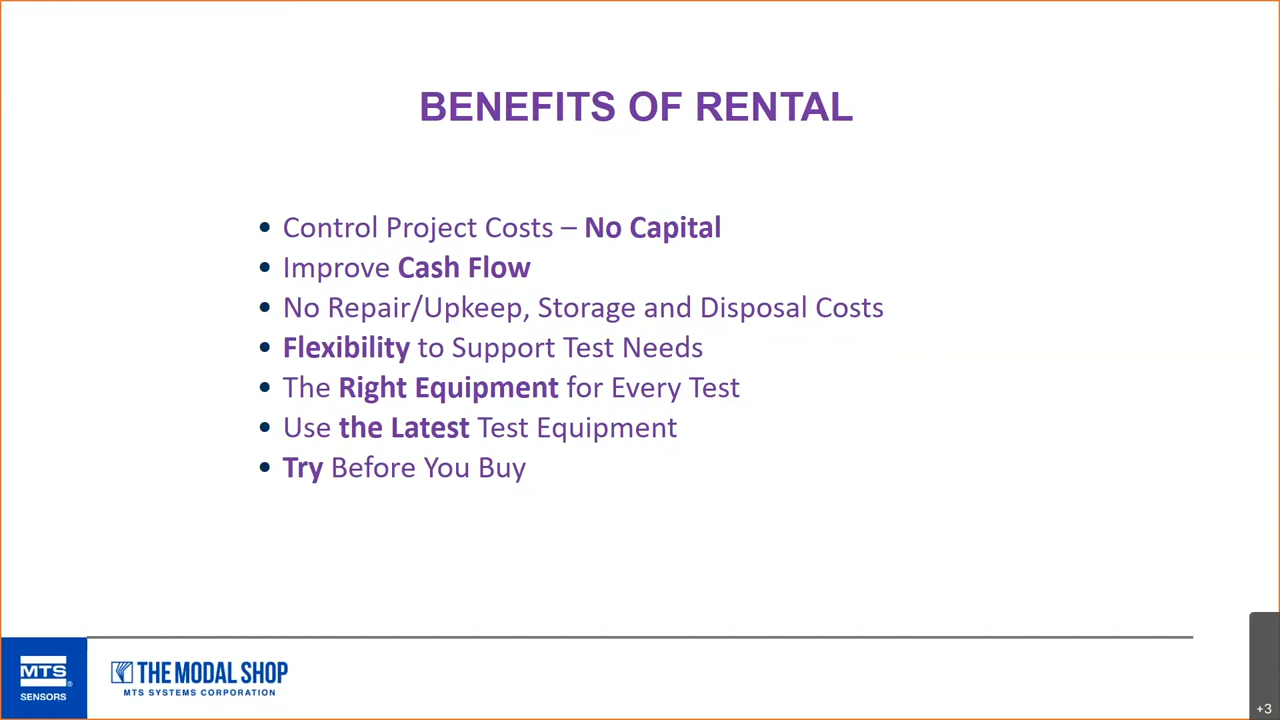 BENEFITS OF RENTAL
• Control Project Costs – No Capital
• Improve Cash Flow
• No Repair/Upkeep, Storage and Disposal Costs
• Flexibility to Support Test Needs
• The Right Equipment for Every Test
• Use the Latest Test Equipment
• Try Before You Buy
MTS®
SENSORS
THE MODAL SHOP
MTS SYSTEMS CORPORATION
+3